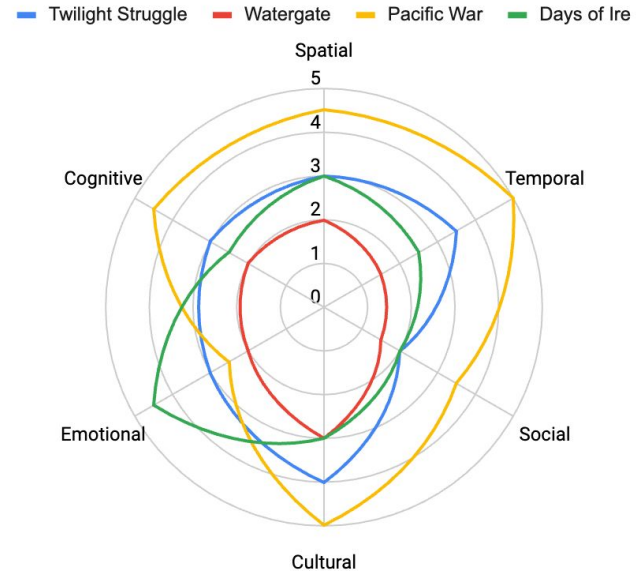 Twilight Struggle Watergate Pacific War Days of Ire
Spatial
5
4
Cognitive
Temporal
3
2
1
0
Emotional
Social
Cultural